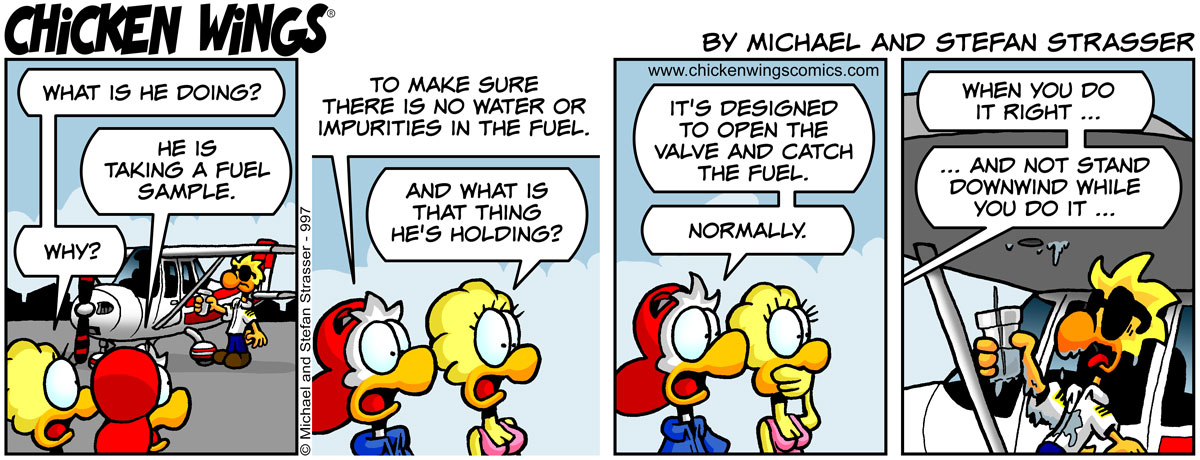 CHiCKEN WiNGS®
BY MICHAEL AND STEFAN STRASSER
WHAT IS HE DOING?
HE IS
TAKING A FUEL
SAMPLE.
WHY?
© Michael and Stefan Strasser - 997
TO MAKE SURE
THERE IS NO WATER OR
IMPURITIES IN THE FUEL.
AND WHAT IS
THAT THING
HE'S HOLDING?
www.chickenwingscomics.com
IT'S DESIGNED
TO OPEN THE
VALVE AND CATCH
THE FUEL.
NORMALLY.
WHEN YOU DO
IT RIGHT ...
... AND NOT STAND
DOWNWIND WHILE
YOU DO IT ...